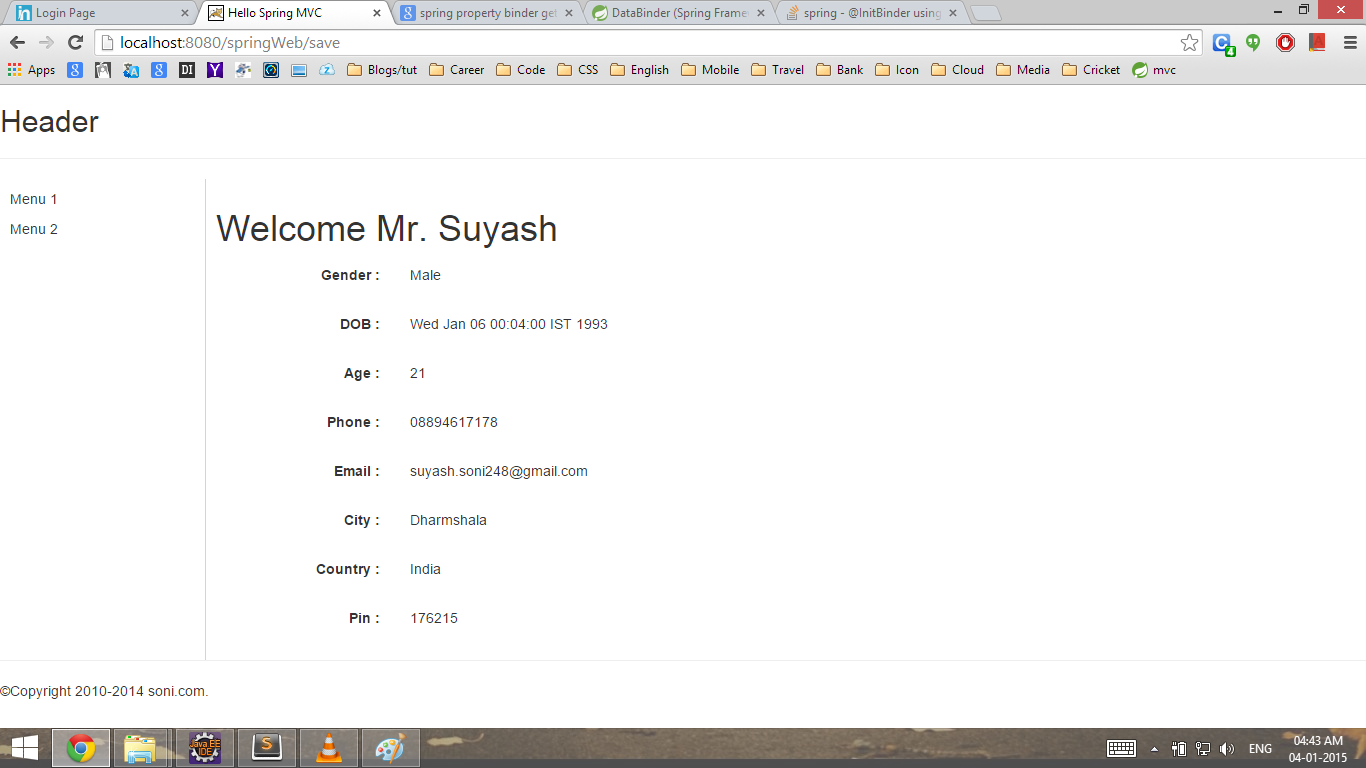 Login Page
Hello Spring MVC
spring property binder get
DataBinder (Spring Frame
spring - @InitBinder using
localhost:8080/springWeb/save
4
Apps
DI
Blogs/tut
Career
Code
CSS
English
Mobile
Travel
Bank
Icon
Cloud
Media
Cricket
mvc
Header
Menu 1
Menu 2
Welcome Mr. Suyash
Gender : Male
DOB : Wed Jan 06 00:04:00 IST 1993
Age : 21
Phone : 08894617178
Email : suyash.soni248@gmail.com
City : Dharmshala
Country : India
Pin : 176215
©Copyright 2010-2014 soni.com.
Java EE
IDE
ENG
04:43 AM
04-01-2015